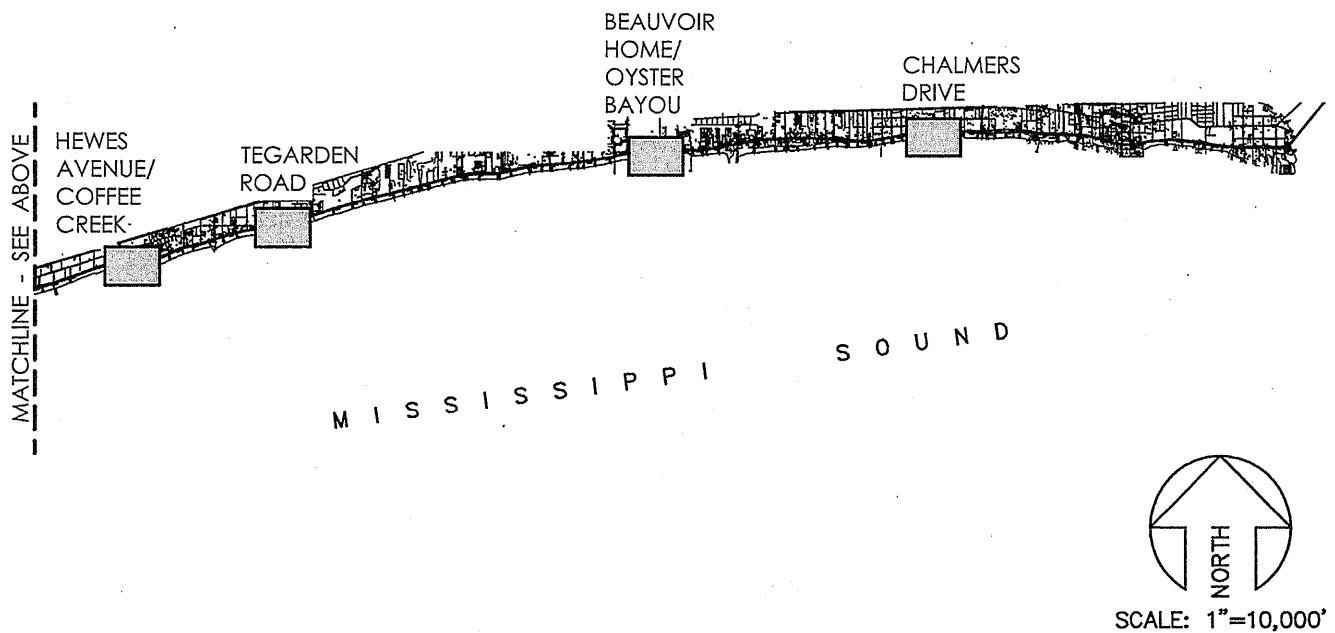 BEAUVOIR
HOME/
OYSTER
BAYOU
CHALMERS
DRIVE
HEWES
AVENUE/
COFFEE
CREEK
TEGARDEN
ROAD
MATCHLINE - SEE ABOVE
MISSISSIPPI SOUND
NORTH
SCALE: 1"=10,000'